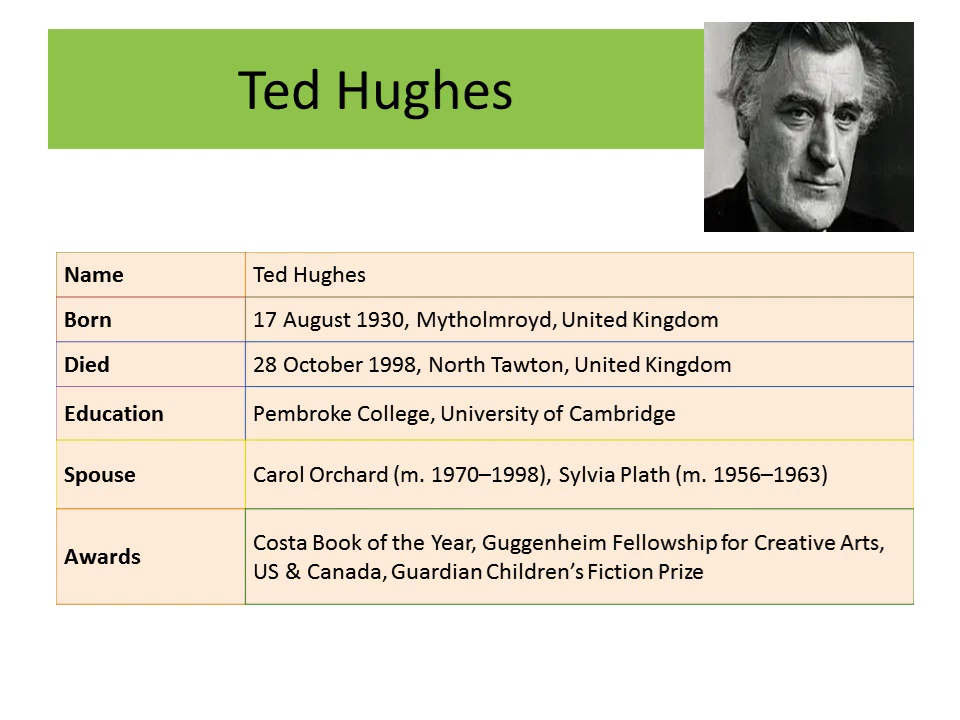 Ted Hughes
Name Ted Hughes
Born 17 August 1930, Mytholmroyd, United Kingdom
Died 28 October 1998, North Tawton, United Kingdom
Education Pembroke College, University of Cambridge
Spouse Carol Orchard (m. 1970–1998), Sylvia Plath (m. 1956–1963)
Awards Costa Book of the Year, Guggenheim Fellowship for Creative Arts,
US & Canada, Guardian Children’s Fiction Prize